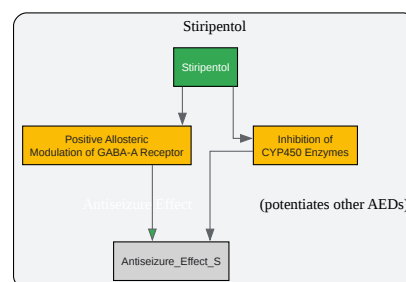 Stiripentol
Stiripentol
Positive Allosteric
Modulation of GABA-A Receptor
Inhibition of
CYP450 Enzymes
Antiseizure Effect
(potentiates other AEDs)
Antiseizure_Effect_S